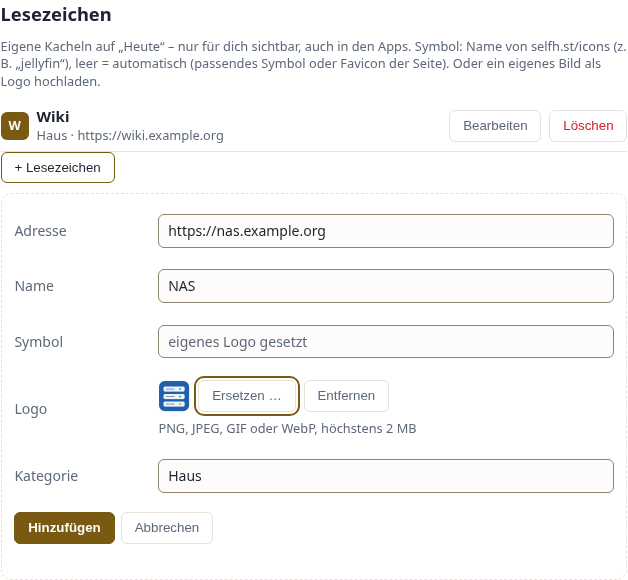 Lesezeichen
Eigene Kacheln auf „Heute“ – nur für dich sichtbar, auch in den Apps. Symbol: Name von selfh.st/icons (z.
B. „jellyfin“), leer = automatisch (passendes Symbol oder Favicon der Seite). Oder ein eigenes Bild als
Logo hochladen.
W
Wiki
Haus · https://wiki.example.org
Bearbeiten
Löschen
+ Lesezeichen
Adresse
https://nas.example.org
Name
NAS
Symbol
eigenes Logo gesetzt
Logo
Ersetzen …
Entfernen
PNG, JPEG, GIF oder WebP, höchstens 2 MB
Kategorie
Haus
Hinzufügen
Abbrechen